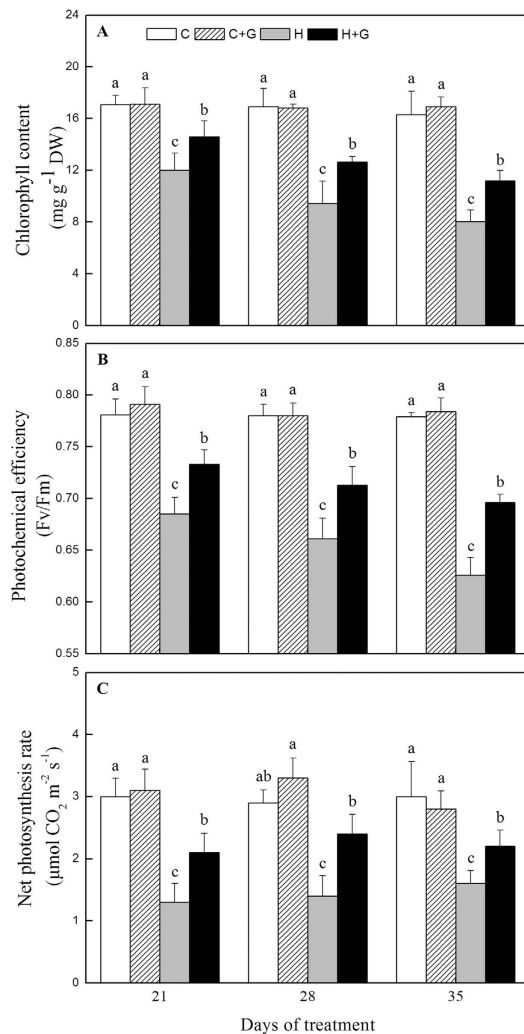 A
C C+G H H+G
24
20
16
12
8
4
0
Chlorophyll content
(mg g⁻¹ DW)
a a c b
a a c b
a a c b
B
0.85
0.80
0.75
0.70
0.65
0.60
0.55
Photochemical efficiency
(Fv/Fm)
a a c b
a a c b
a a c b
C
5
4
3
2
1
0
Net photosynthesis rate
(μmol CO₂ m⁻² s⁻¹)
a a c b
ab a c b
a a c b
21 28 35
Days of treatment